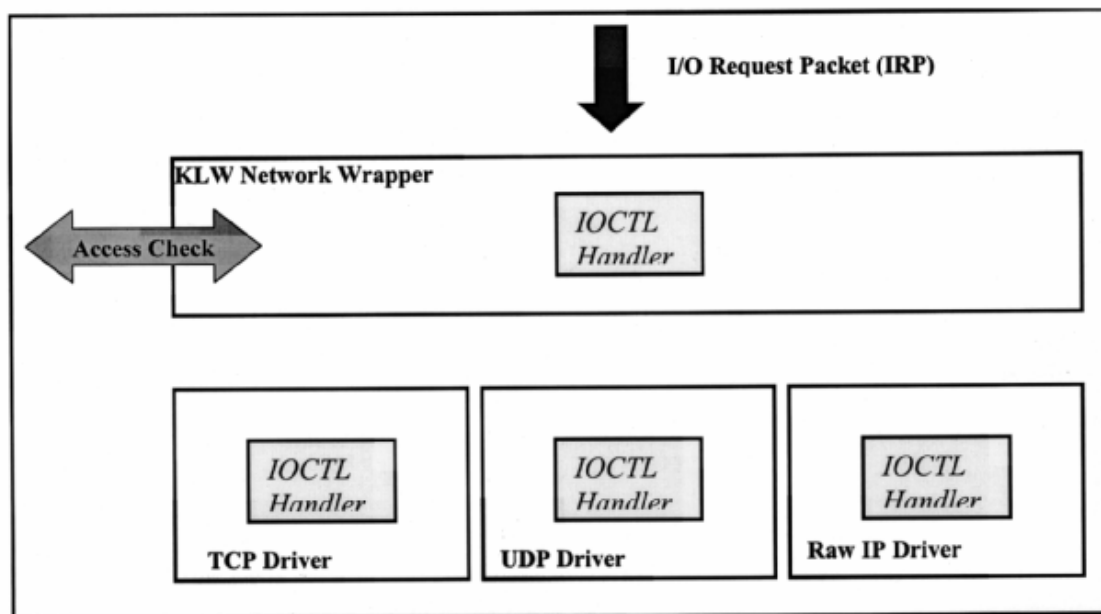 I/O Request Packet (IRP)
KLW Network Wrapper
IOCTL
Handler
Access Check
IOCTL
Handler
TCP Driver
IOCTL
Handler
UDP Driver
IOCTL
Handler
Raw IP Driver